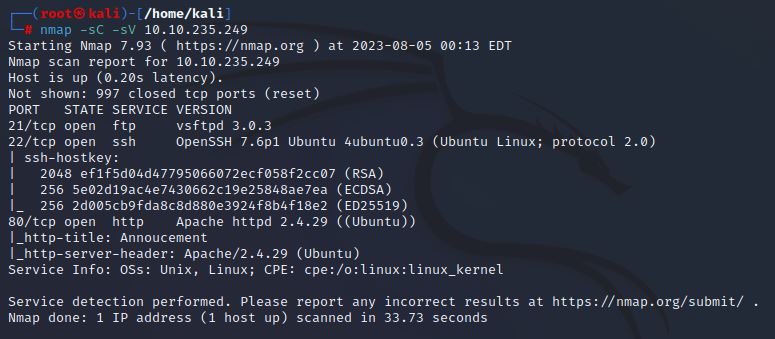 ┌──(root㉿kali)-[/home/kali]
└─# nmap -sC -sV 10.10.235.249
Starting Nmap 7.93 ( https://nmap.org ) at 2023-08-05 00:13 EDT
Nmap scan report for 10.10.235.249
Host is up (0.20s latency).
Not shown: 997 closed tcp ports (reset)
PORT   STATE SERVICE VERSION
21/tcp open  ftp     vsftpd 3.0.3
22/tcp open  ssh     OpenSSH 7.6p1 Ubuntu 4ubuntu0.3 (Ubuntu Linux; protocol 2.0)
| ssh-hostkey:
|   2048 ef1f5d04d47795066072ecf058f2cc07 (RSA)
|   256 5e02d19ac4e7430662c19e25848ae7ea (ECDSA)
|_  256 2d005cb9fda8c8d880e3924f8b4f18e2 (ED25519)
80/tcp open  http    Apache httpd 2.4.29 ((Ubuntu))
|_http-title: Annoucement
|_http-server-header: Apache/2.4.29 (Ubuntu)
Service Info: OSs: Unix, Linux; CPE: cpe:/o:linux:linux_kernel

Service detection performed. Please report any incorrect results at https://nmap.org/submit/ .
Nmap done: 1 IP address (1 host up) scanned in 33.73 seconds